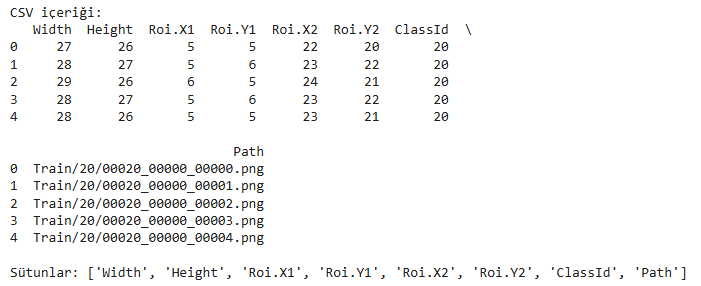 CSV içeriği:
   Width  Height  Roi.X1  Roi.Y1  Roi.X2  Roi.Y2  ClassId  \
0     27      26       5       5      22      20       20
1     28      27       5       6      23      22       20
2     29      26       6       5      24      21       20
3     28      27       5       6      23      22       20
4     28      26       5       5      23      21       20
                             Path
0  Train/20/00020_00000_00000.png
1  Train/20/00020_00000_00001.png
2  Train/20/00020_00000_00002.png
3  Train/20/00020_00000_00003.png
4  Train/20/00020_00000_00004.png
Sütunlar: ['Width', 'Height', 'Roi.X1', 'Roi.Y1', 'Roi.X2', 'Roi.Y2', 'ClassId', 'Path']